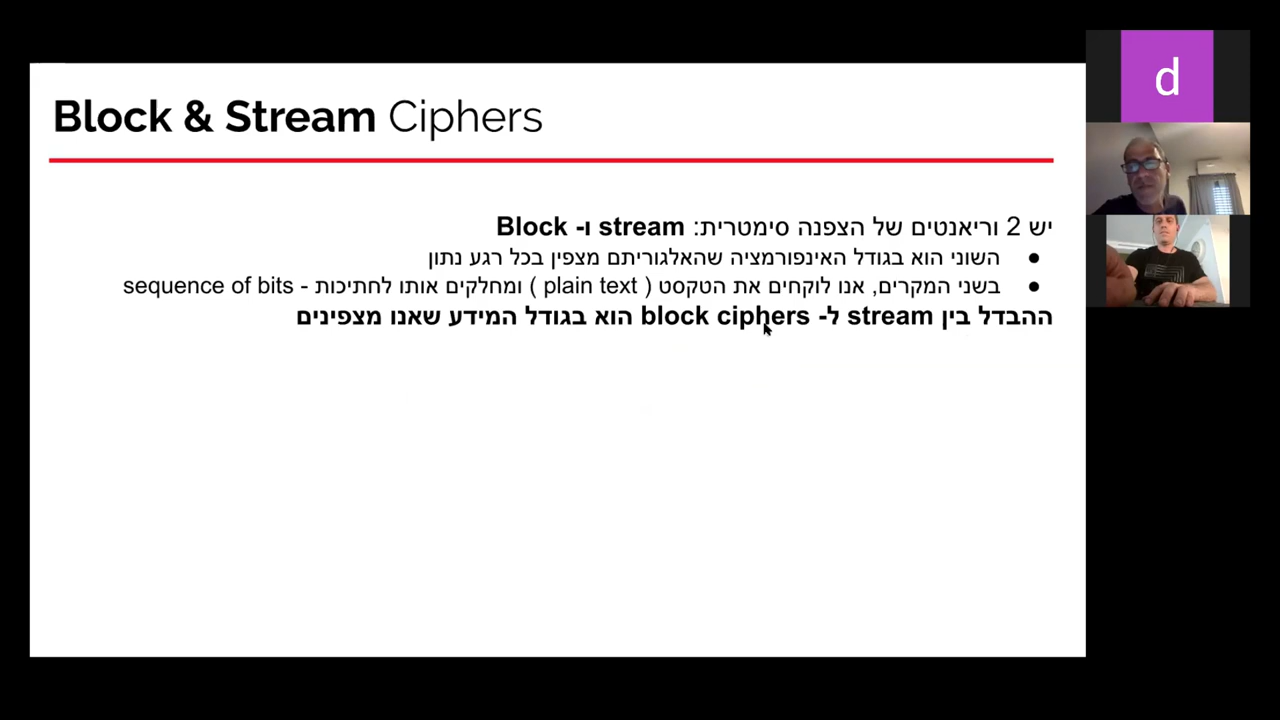 Block & Stream Ciphers
יש 2 וריאנטים של הצפנה סימטרית: stream ו- Block
● השוני הוא בגודל האינפורמציה שהאלגוריתם מצפין בכל רגע נתון
● בשני המקרים, אנו לוקחים את הטקסט ( plain text ) ומחלקים אותו לחתיכות - sequence of bits
ההבדל בין stream ל- block ciphers הוא בגודל המידע שאנו מצפינים
d